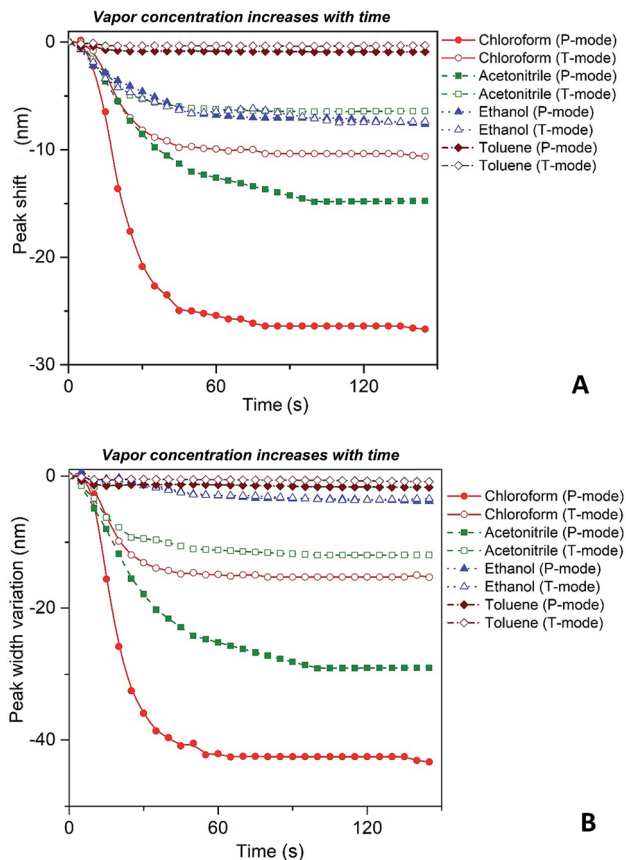 Vapor concentration increases with time
0
-10
-20
-30
Peak shift (nm)
0
60
120
Time (s)
Chloroform (P-mode)
Chloroform (T-mode)
Acetonitrile (P-mode)
Acetonitrile (T-mode)
Ethanol (P-mode)
Ethanol (T-mode)
Toluene (P-mode)
Toluene (T-mode)
A
Vapor concentration increases with time
0
-20
-40
Peak width variation (nm)
0
60
120
Time (s)
Chloroform (P-mode)
Chloroform (T-mode)
Acetonitrile (P-mode)
Acetonitrile (T-mode)
Ethanol (P-mode)
Ethanol (T-mode)
Toluene (P-mode)
Toluene (T-mode)
B